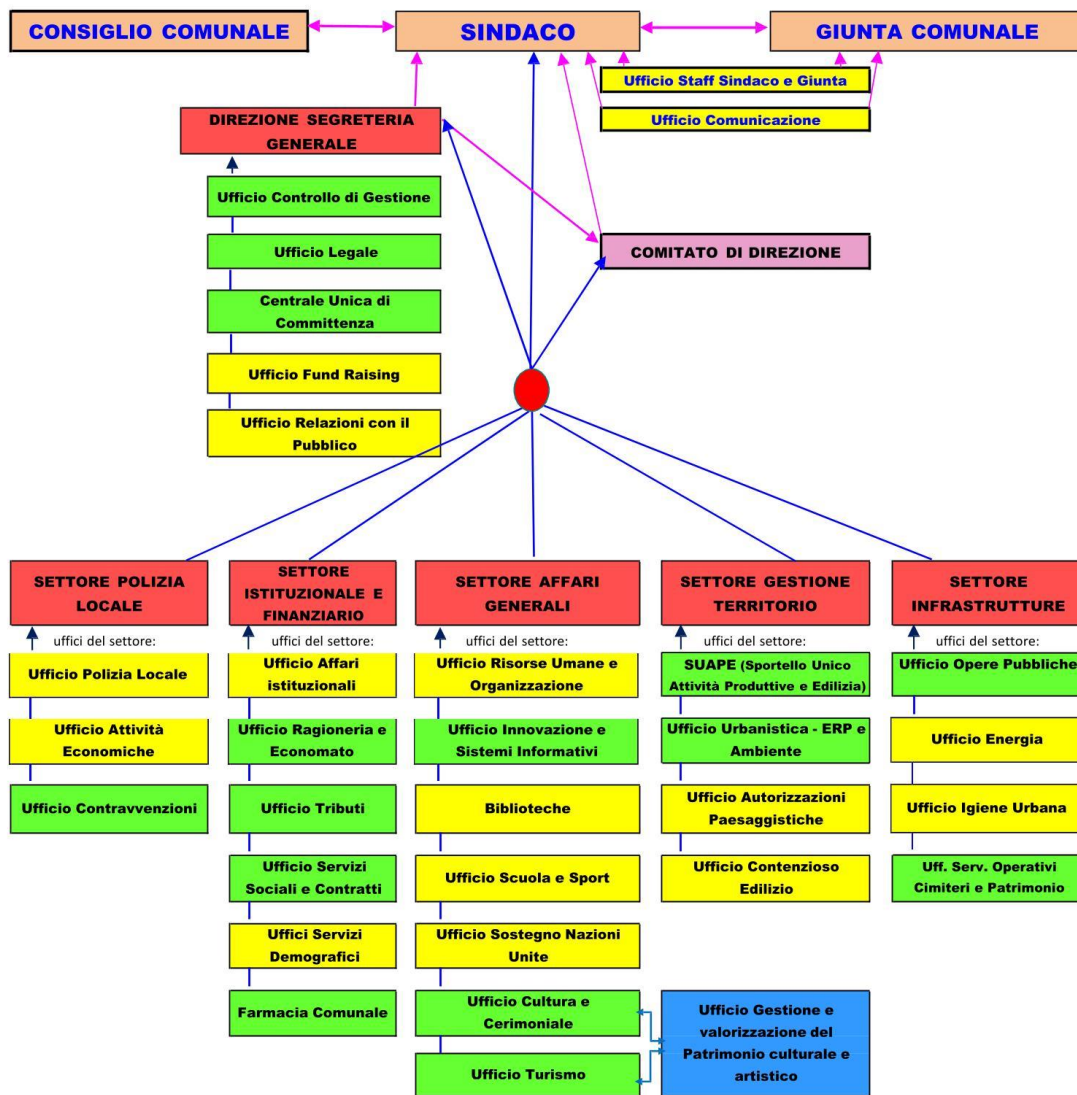 CONSIGLIO COMUNALE
SINDACO
GIUNTA COMUNALE
Ufficio Staff Sindaco e Giunta
Ufficio Comunicazione
DIREZIONE SEGRETERIA
GENERALE
Ufficio Controllo di Gestione
Ufficio Legale
Centrale Unica di
Committenza
Ufficio Fund Raising
Ufficio Relazioni con il
Pubblico
COMITATO DI DIREZIONE
SETTORE POLIZIA
LOCALE
uffici del settore:
Ufficio Polizia Locale
Ufficio Attività
Economiche
Ufficio Contravvenzioni
SETTORE
ISTITUZIONALE E
FINANZIARIO
uffici del settore:
Ufficio Affari
istituzionali
Ufficio Ragioneria e
Economato
Ufficio Tributi
Ufficio Servizi
Sociali e Contratti
Uffici Servizi
Demografici
Farmacia Comunale
SETTORE AFFARI
GENERALI
uffici del settore:
Ufficio Risorse Umane e
Organizzazione
Ufficio Innovazione e
Sistemi Informativi
Biblioteche
Ufficio Scuola e Sport
Ufficio Sostegno Nazioni
Unite
Ufficio Cultura e
Cerimoniale
Ufficio Turismo
SETTORE GESTIONE
TERRITORIO
uffici del settore:
SUAPE (Sportello Unico
Attività Produttive e Edilizia)
Ufficio Urbanistica - ERP e
Ambiente
Ufficio Autorizzazioni
Paesaggistiche
Ufficio Contenzioso
Edilizio
Ufficio Gestione e
valorizzazione del
Patrimonio culturale e
artistico
SETTORE
INFRASTRUTTURE
uffici del settore:
Ufficio Opere Pubbliche
Ufficio Energia
Ufficio Igiene Urbana
Uff. Serv. Operativi
Cimiteri e Patrimonio